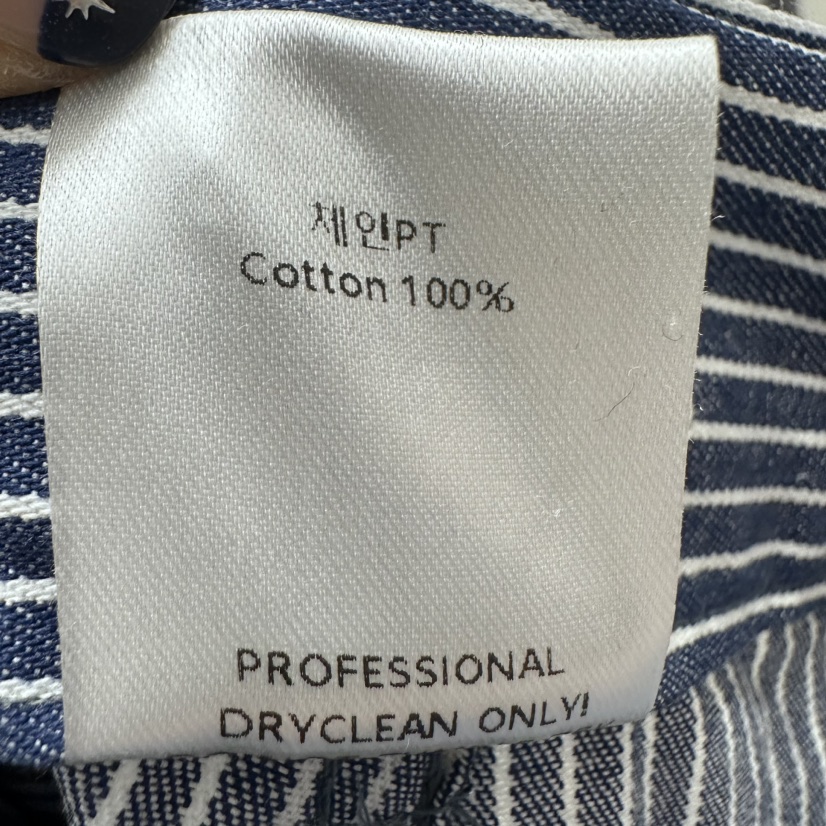 체인PT
Cotton 100%
PROFESSIONAL
DRYCLEAN ONLY!